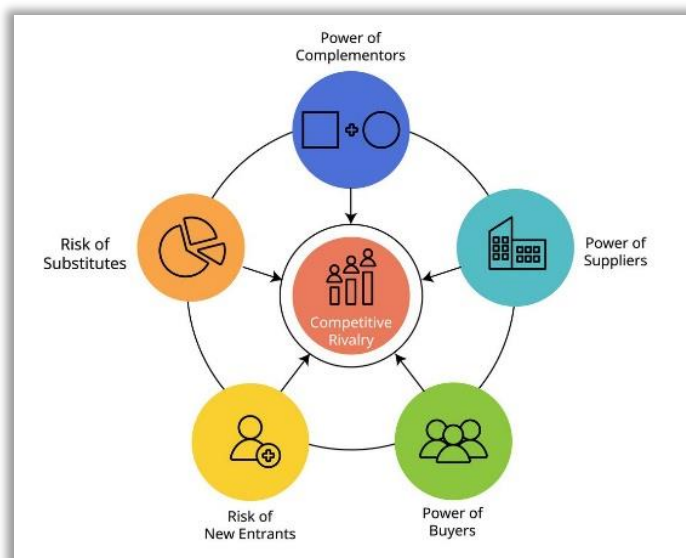 Power of
Complementors
Risk of
Substitutes
Power of
Suppliers
Competitive
Rivalry
Risk of
New Entrants
Power of
Buyers